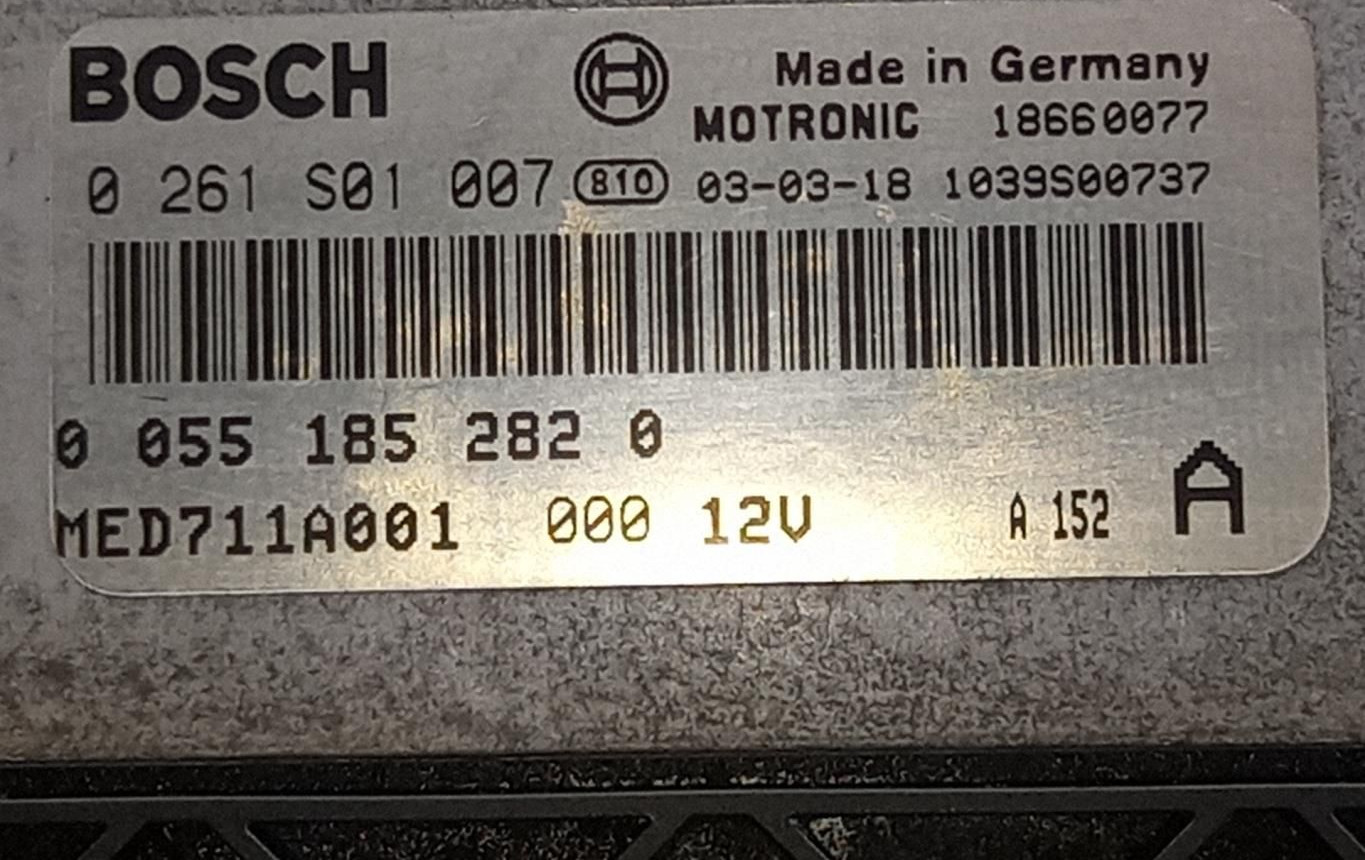 BOSCH Made in Germany
MOTRONIC 18660077
0 261 S01 007 810 03-03-18 1039S00737
0 055 185 282 0
MED711A001 000 12V A 152 A